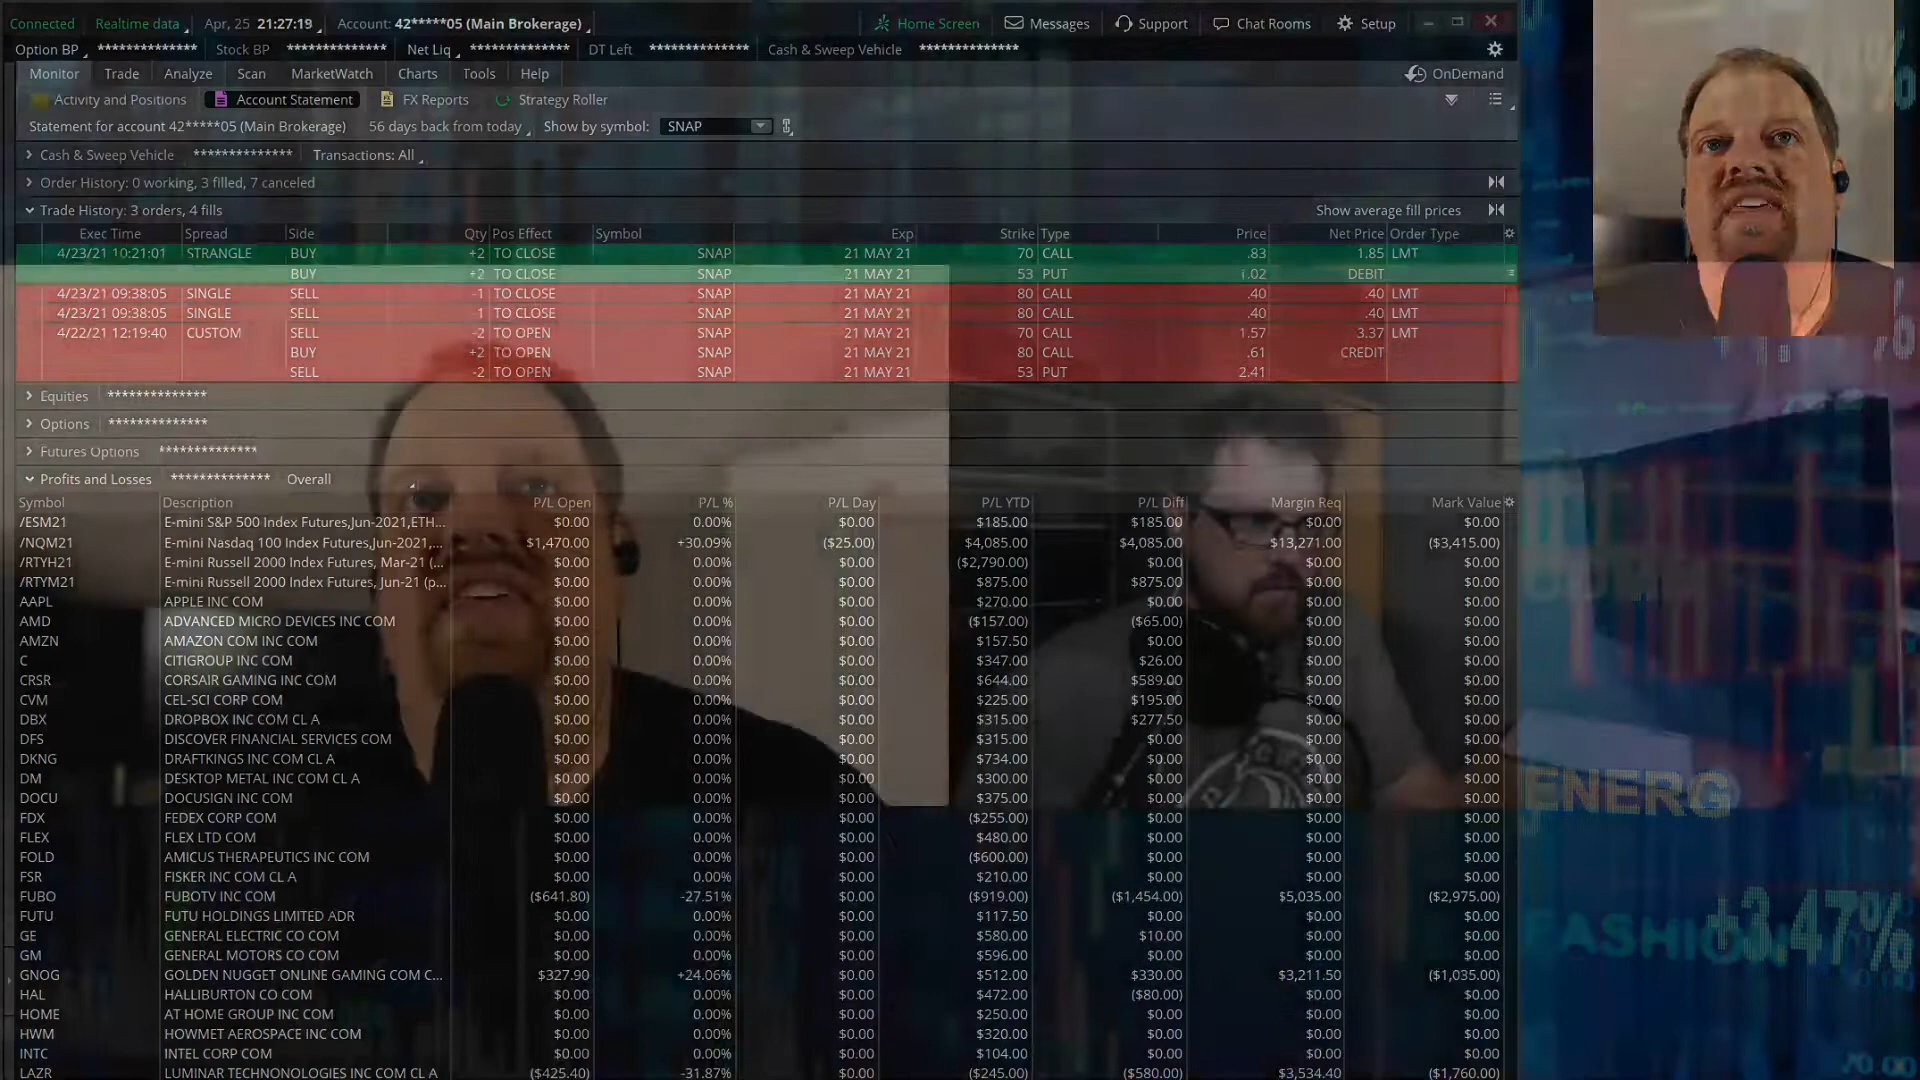 Connected Realtime data Apr, 25 21:27:19 Account: 42*****05 (Main Brokerage) Home Screen Messages Support Chat Rooms Setup
Option BP ************** Stock BP ************** Net Liq ************** DT Left ************** Cash & Sweep Vehicle **************
Monitor Trade Analyze Scan MarketWatch Charts Tools Help OnDemand
Activity and Positions Account Statement FX Reports Strategy Roller
Statement for account 42*****05 (Main Brokerage) 56 days back from today Show by symbol: SNAP
Cash & Sweep Vehicle ************** Transactions: All
Order History: 0 working, 3 filled, 7 canceled
Trade History: 3 orders, 4 fills Show average fill prices
Exec Time Spread Side Qty Pos Effect Symbol Exp Strike Type Price Net Price Order Type
4/23/21 10:21:01 STRANGLE BUY +2 TO CLOSE SNAP 21 MAY 21 70 CALL .83 1.85 LMT
BUY +2 TO CLOSE SNAP 21 MAY 21 53 PUT 1.02 DEBIT
4/23/21 09:38:05 SINGLE SELL -1 TO CLOSE SNAP 21 MAY 21 80 CALL .40 .40 LMT
4/23/21 09:38:05 SINGLE SELL 1 TO CLOSE SNAP 21 MAY 21 80 CALL .40 .40 LMT
4/22/21 12:19:40 CUSTOM SELL -2 TO OPEN SNAP 21 MAY 21 70 CALL 1.57 3.37 LMT
BUY +2 TO OPEN SNAP 21 MAY 21 80 CALL .61 CREDIT
SELL -2 TO OPEN SNAP 21 MAY 21 53 PUT 2.41
Equities **************
Options **************
Futures Options **************
Profits and Losses ************** Overall
Symbol Description P/L Open P/L % P/L Day P/L YTD P/L Diff Margin Req Mark Value
/ESM21 E-mini S&P 500 Index Futures,Jun-2021,ETH... $0.00 0.00% $0.00 $185.00 $185.00 $0.00 $0.00
/NQM21 E-mini Nasdaq 100 Index Futures,Jun-2021,... $1,470.00 +30.09% ($25.00) $4,085.00 $4,085.00 $13,271.00 ($3,415.00)
/RTYH21 E-mini Russell 2000 Index Futures, Mar-21 (... $0.00 0.00% $0.00 ($2,790.00) $0.00 $0.00 $0.00
/RTYM21 E-mini Russell 2000 Index Futures, Jun-21 (p... $0.00 0.00% $0.00 $875.00 $875.00 $0.00 $0.00
AAPL APPLE INC COM $0.00 0.00% $0.00 $270.00 $0.00 $0.00 $0.00
AMD ADVANCED MICRO DEVICES INC COM $0.00 0.00% $0.00 ($157.00) ($65.00) $0.00 $0.00
AMZN AMAZON COM INC COM $0.00 0.00% $0.00 $157.50 $0.00 $0.00 $0.00
C CITIGROUP INC COM $0.00 0.00% $0.00 $347.00 $26.00 $0.00 $0.00
CRSR CORSAIR GAMING INC COM $0.00 0.00% $0.00 $644.00 $589.00 $0.00 $0.00
CVM CEL-SCI CORP COM $0.00 0.00% $0.00 $225.00 $195.00 $0.00 $0.00
DBX DROPBOX INC COM CL A $0.00 0.00% $0.00 $315.00 $277.50 $0.00 $0.00
DFS DISCOVER FINANCIAL SERVICES COM $0.00 0.00% $0.00 $315.00 $0.00 $0.00 $0.00
DKNG DRAFTKINGS INC COM CL A $0.00 0.00% $0.00 $734.00 $0.00 $0.00 $0.00
DM DESKTOP METAL INC COM CL A $0.00 0.00% $0.00 $300.00 $0.00 $0.00 $0.00
DOCU DOCUSIGN INC COM $0.00 0.00% $0.00 $375.00 $0.00 $0.00 $0.00
FDX FEDEX CORP COM $0.00 0.00% $0.00 ($255.00) $0.00 $0.00 $0.00
FLEX FLEX LTD COM $0.00 0.00% $0.00 $480.00 $0.00 $0.00 $0.00
FOLD AMICUS THERAPEUTICS INC COM $0.00 0.00% $0.00 ($600.00) $0.00 $0.00 $0.00
FSR FISKER INC COM CL A $0.00 0.00% $0.00 $210.00 $0.00 $0.00 $0.00
FUBO FUBOTV INC COM ($641.80) -27.51% $0.00 ($919.00) ($1,454.00) $5,035.00 ($2,975.00)
FUTU FUTU HOLDINGS LIMITED ADR $0.00 0.00% $0.00 $117.50 $0.00 $0.00 $0.00
GE GENERAL ELECTRIC CO COM $0.00 0.00% $0.00 $580.00 $10.00 $0.00 $0.00
GM GENERAL MOTORS CO COM $0.00 0.00% $0.00 $596.00 $0.00 $0.00 $0.00
GNOG GOLDEN NUGGET ONLINE GAMING COM C... $327.90 +24.06% $0.00 $512.00 $330.00 $3,211.50 ($1,035.00)
HAL HALLIBURTON CO COM $0.00 0.00% $0.00 $472.00 ($80.00) $0.00 $0.00
HOME AT HOME GROUP INC COM $0.00 0.00% $0.00 $250.00 $0.00 $0.00 $0.00
HWM HOWMET AEROSPACE INC COM $0.00 0.00% $0.00 $320.00 $0.00 $0.00 $0.00
INTC INTEL CORP COM $0.00 0.00% $0.00 $104.00 $0.00 $0.00 $0.00
LAZR LUMINAR TECHNONOLOGIES INC COM CL A ($425.40) -31.87% $0.00 ($245.00) ($580.00) $3,534.40 ($1,760.00)
ENERG
FASHION
+3.47%